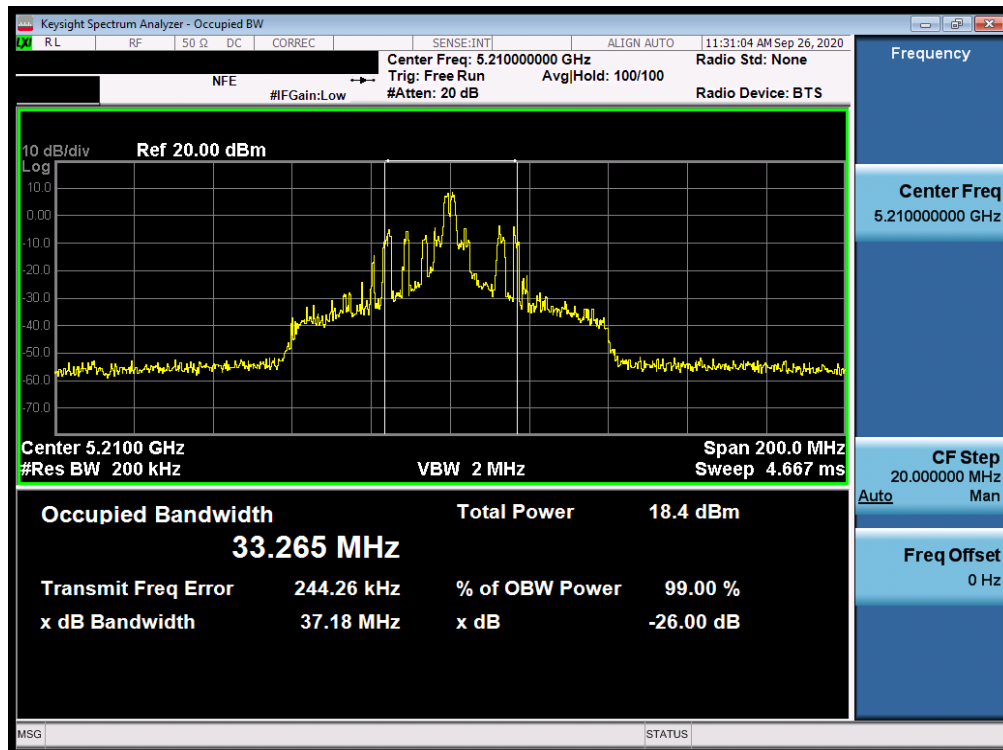 Keysight Spectrum Analyzer - Occupied BW
LXI RL RF 50 Ω DC CORREC SENSE:INT ALIGN AUTO 11:31:04 AM Sep 26, 2020
Center Freq: 5.210000000 GHz Radio Std: None
NFE Trig: Free Run Avg|Hold: 100/100
#IFGain:Low #Atten: 20 dB Radio Device: BTS
10 dB/div Ref 20.00 dBm
Log
10.0
0.00
-10.0
-20.0
-30.0
-40.0
-50.0
-60.0
-70.0
Center 5.2100 GHz Span 200.0 MHz
#Res BW 200 kHz VBW 2 MHz Sweep 4.667 ms
Occupied Bandwidth Total Power 18.4 dBm
33.265 MHz
Transmit Freq Error 244.26 kHz % of OBW Power 99.00 %
x dB Bandwidth 37.18 MHz x dB -26.00 dB
Frequency
Center Freq
5.210000000 GHz
CF Step
20.000000 MHz
Auto Man
Freq Offset
0 Hz
MSG STATUS